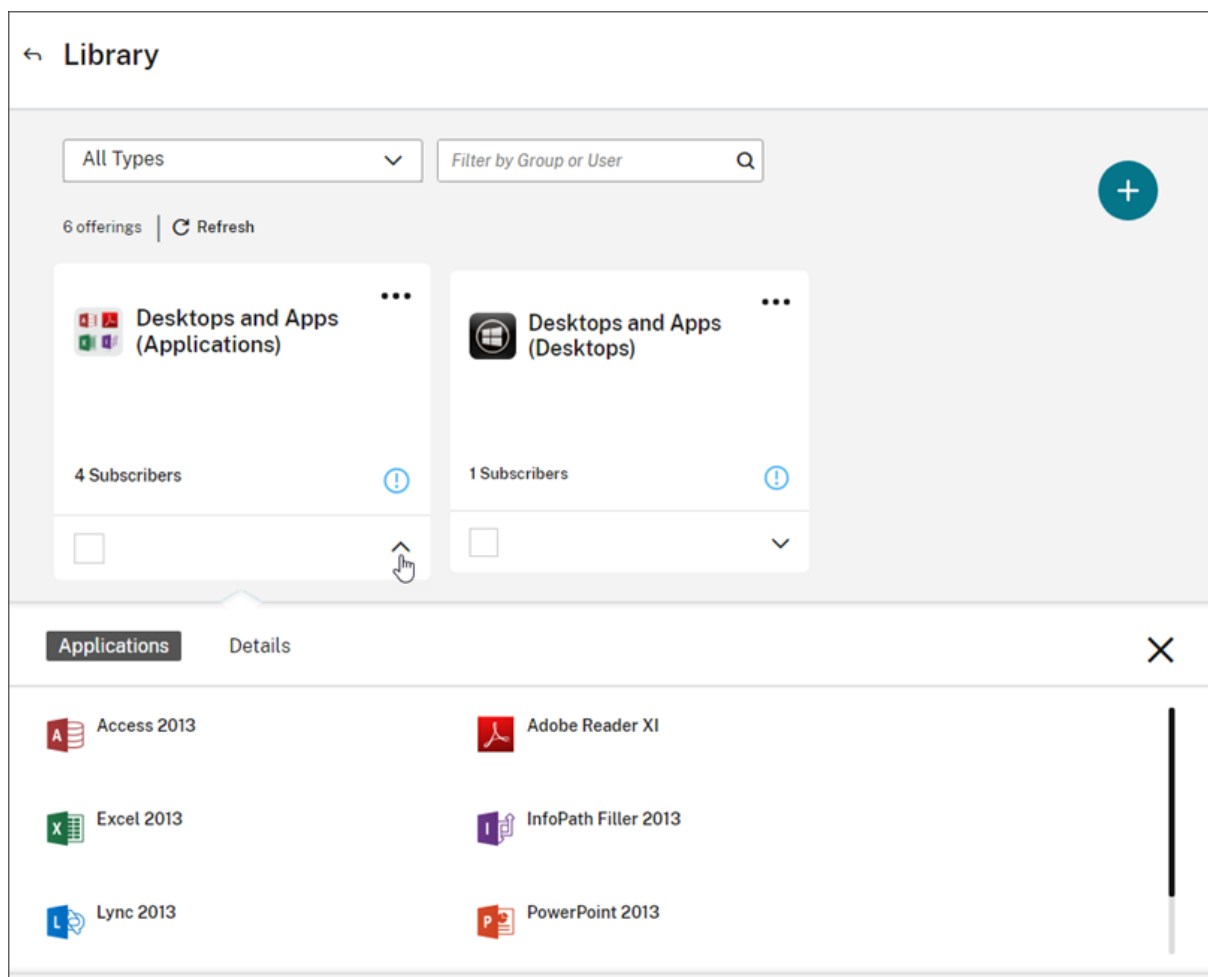 Library
All Types
Filter by Group or User
6 offerings
Refresh
Desktops and Apps
(Applications)
4 Subscribers
Desktops and Apps
(Desktops)
1 Subscribers
Applications
Details
Access 2013
Adobe Reader XI
Excel 2013
InfoPath Filler 2013
Lync 2013
PowerPoint 2013